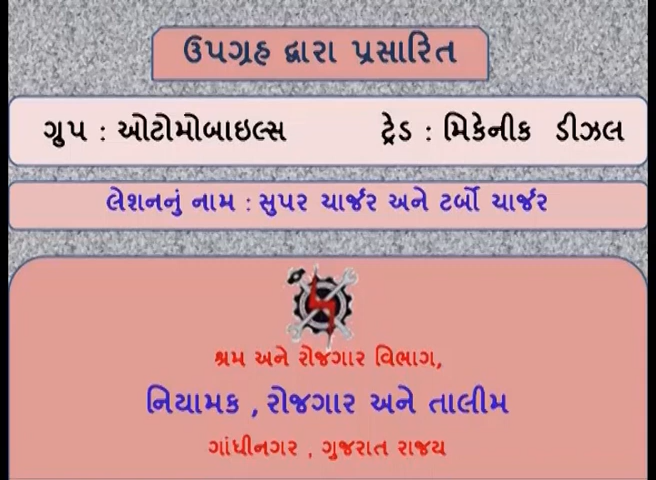 ઉપગ્રહ દ્વારા પ્રસારિત
ગ્રુપ : ઓટોમોબાઇલ્સ ટ્રેડ : મિકેનીક ડીઝલ
લેશનનું નામ : સુપર ચાર્જર અને ટર્બો ચાર્જર
શ્રમ અને રોજગાર વિભાગ,
નિયામક , રોજગાર અને તાલીમ
ગાંધીનગર , ગુજરાત રાજય